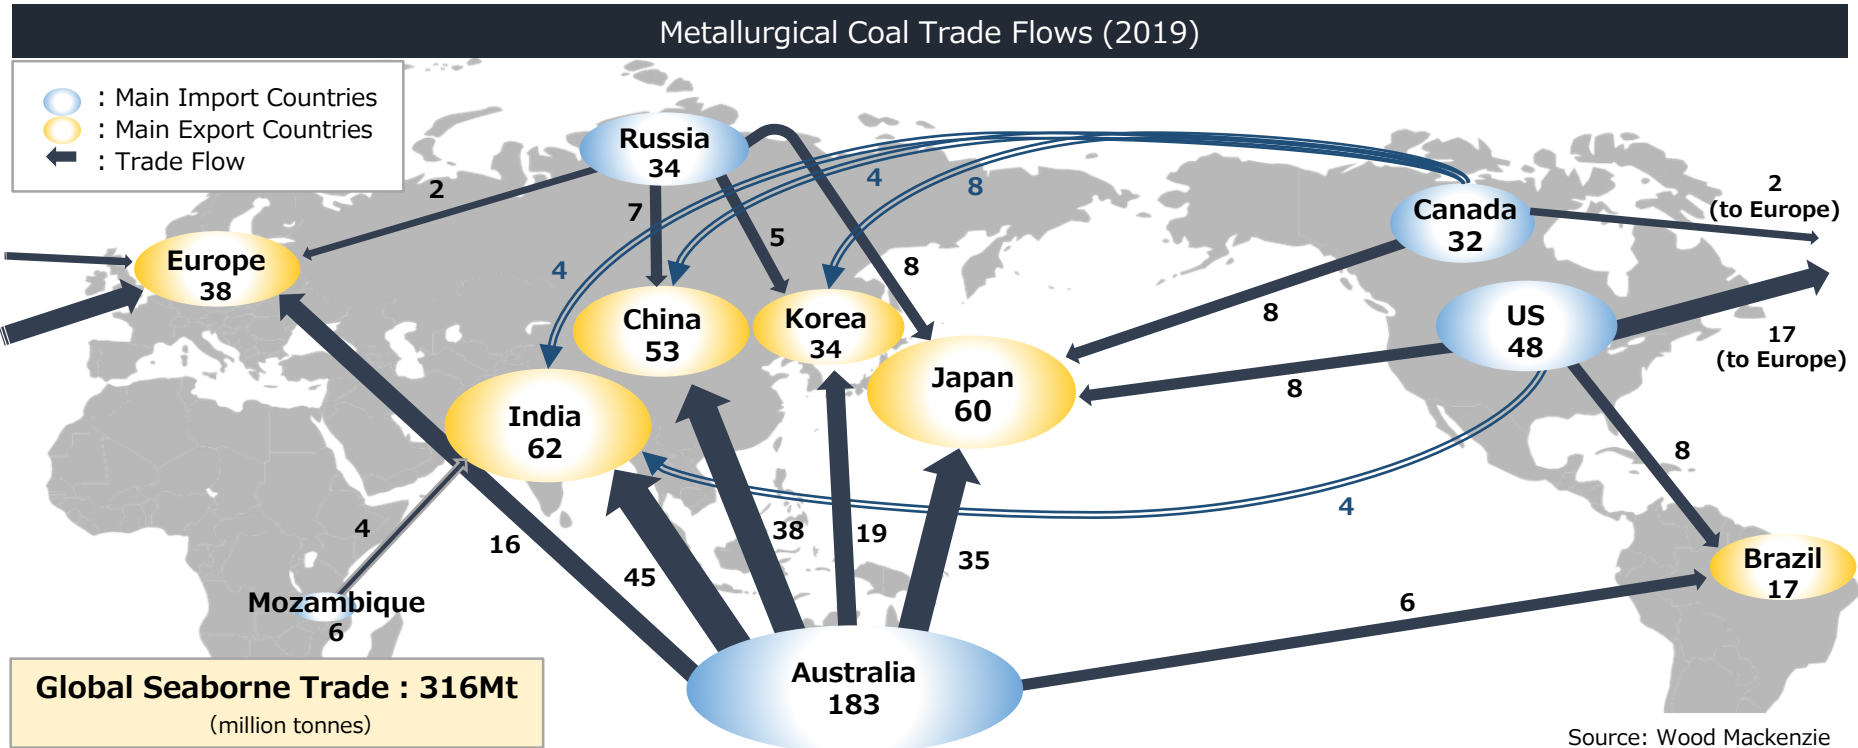 Metallurgical Coal Trade Flows (2019)
: Main Import Countries
: Main Export Countries
: Trade Flow
Russia
34
2
7
5
8
4
8
4
Canada
32
2
(to Europe)
Europe
38
China
53
Korea
34
Japan
60
8
US
48
17
(to Europe)
8
India
62
8
4
4
16
45
38
19
35
Mozambique
6
Brazil
17
6
Australia
183
Global Seaborne Trade : 316Mt
(million tonnes)
Source: Wood Mackenzie